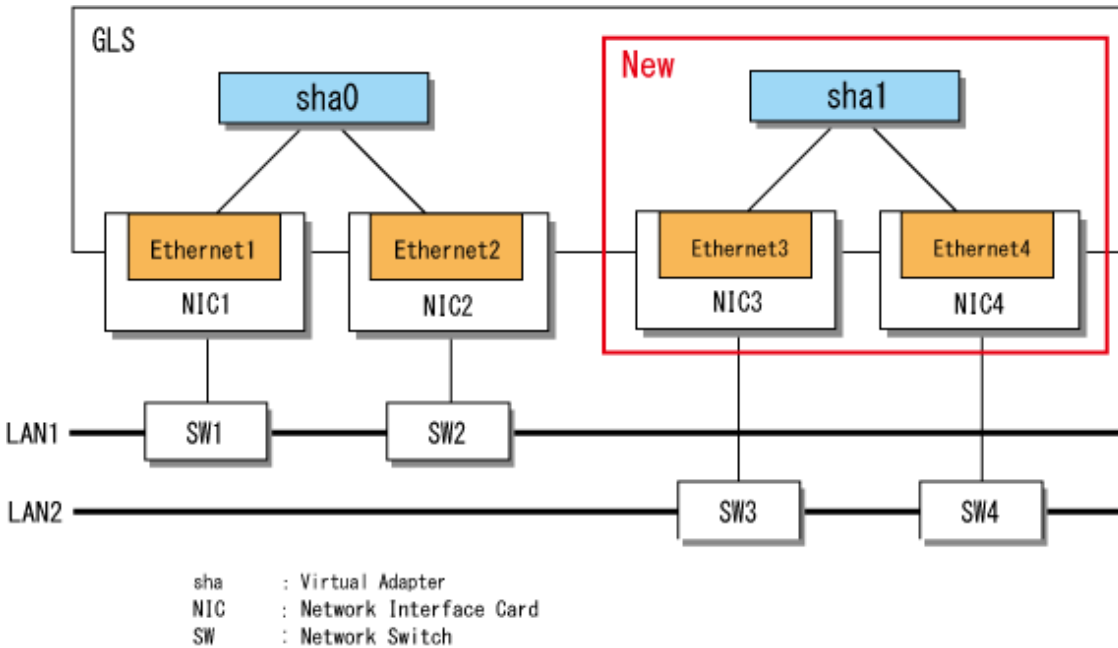 GLS
New
sha0
sha1
Ethernet1
Ethernet2
Ethernet3
Ethernet4
NIC1
NIC2
NIC3
NIC4
LAN1
SW1
SW2
LAN2
SW3
SW4
sha : Virtual Adapter
NIC : Network Interface Card
SW : Network Switch